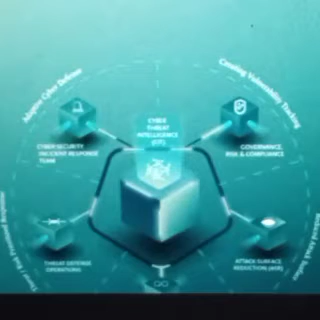 Adaptive Cyber Defense
Causing Vulnerability Tracking
CYBER
THREAT
INTELLIGENCE
(CTI)
CYBER SECURITY
INCIDENT RESPONSE
TEAM
GOVERNANCE,
RISK & COMPLIANCE
THREAT DEFENSE
OPERATIONS
ATTACK SURFACE
REDUCTION (ASR)